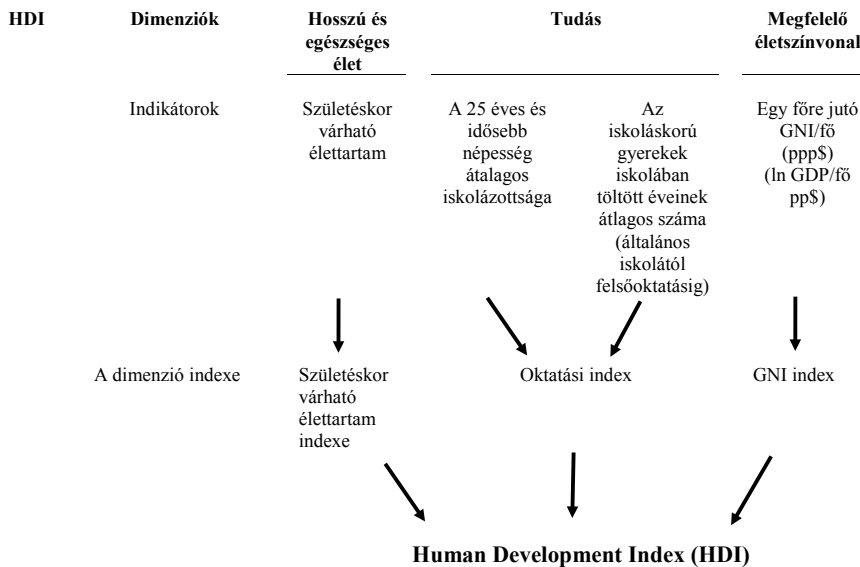 HDI
Dimenziók
Hosszú és
egészséges
élet
Tudás
Megfelelő
életszínvonal
Indikátorok
Születéskor
várható
élettartam
A 25 éves és
idősebb
népesség
átalagos
iskolázottsága
Az
iskoláskorú
gyerekek
iskolában
töltött éveinek
átlagos száma
(általános
iskolától
felsőoktatásig)
Egy főre jutó
GNI/fő
(ppp$)
(ln GDP/fő
pp$)
A dimenzió indexe
Születéskor
várható
élettartam
indexe
Oktatási index
GNI index
Human Development Index (HDI)